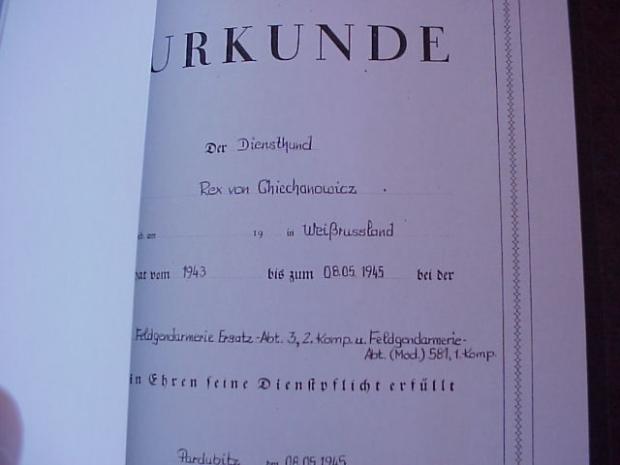 URKUNDE
Der Diensthund
Rex von Chiechanowicz .
19 in Weißrussland
hat vom 1943 bis zum 08.05.1945 bei der
Feldgendarmerie Ersatz-Abt. 3, 2. Komp. u. Feldgendarmerie-
Abt. (Mod.) 581, 1. Komp.
in Ehren seine Dienstpflicht erfüllt
Pardubitz 08.05.1945